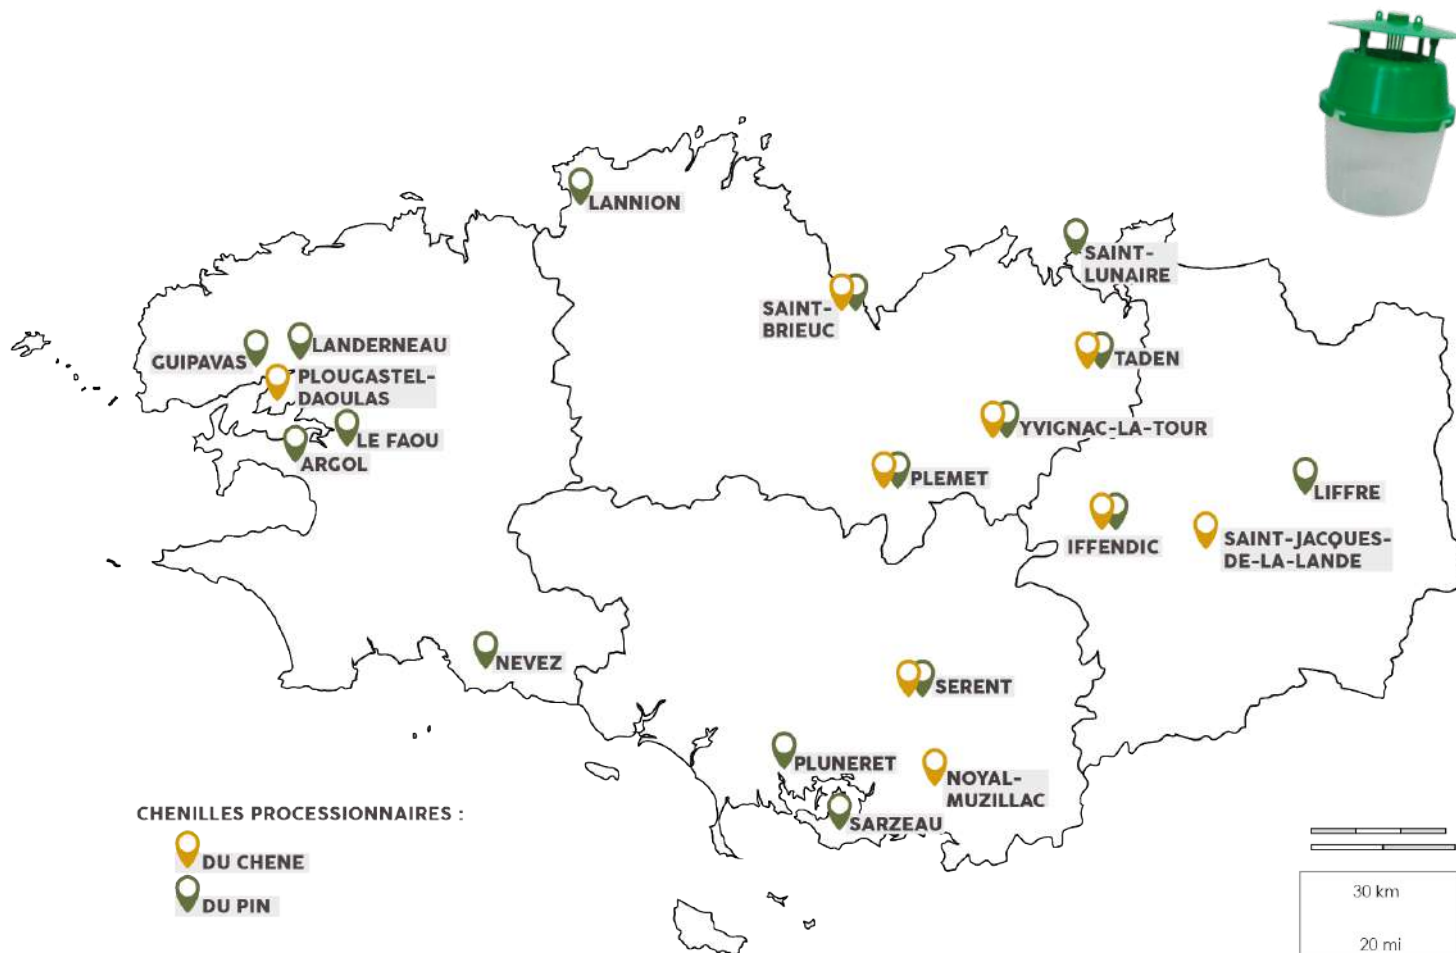 LANNION
SAINT-
LUNAIRE
SAINT-
BRIEUC
LANDERNEAU
GUIPAVAS
TADEN
PLOUGASTEL-
DAOULAS
YVIGNAC-LA-TOUR
LE FAOU
ARGOL
PLEMET
LIFFRE
IFFENDIC
SAINT-JACQUES-
DE-LA-LANDE
NEVEZ
SERENT
PLUNERET
NOYAL-
MUZILLAC
SARZEAU
CHENILLES PROCESSIONNAIRES :
DU CHENE
DU PIN
30 km
20 mi